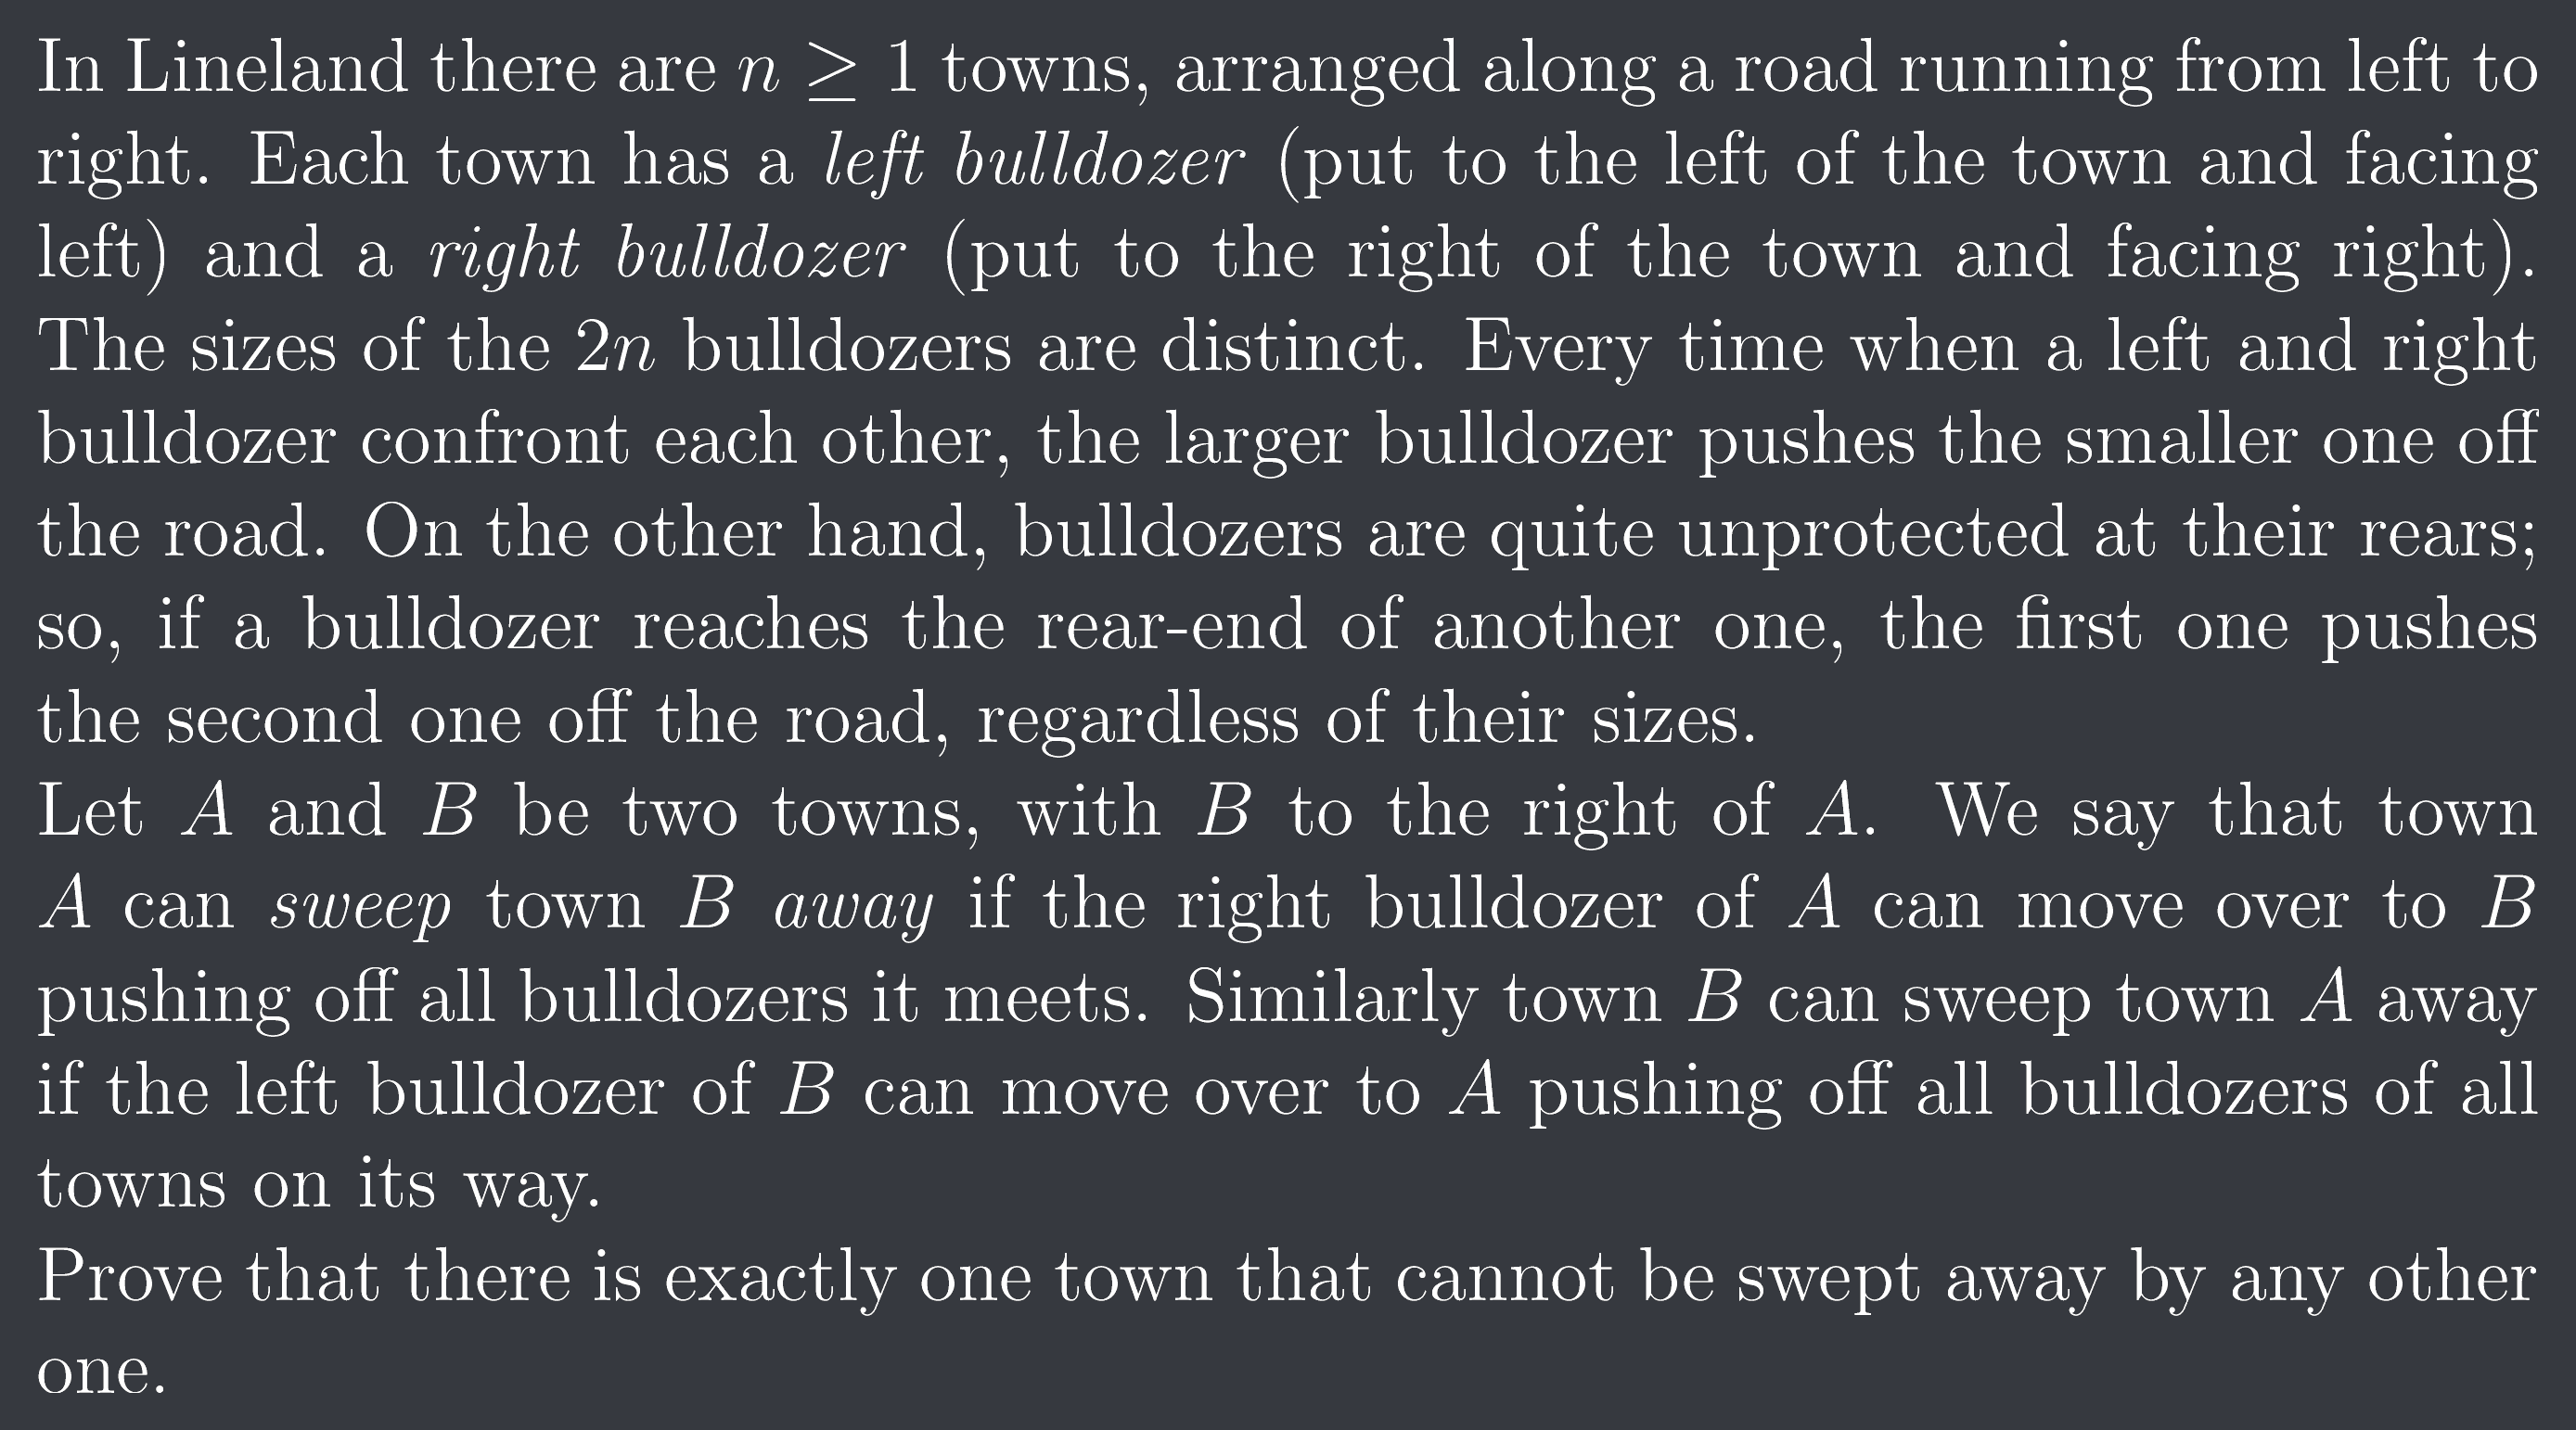 In Lineland there are n ≥ 1 towns, arranged along a road running from left to
right. Each town has a left bulldozer (put to the left of the town and facing
left) and a right bulldozer (put to the right of the town and facing right).
The sizes of the 2n bulldozers are distinct. Every time when a left and right
bulldozer confront each other, the larger bulldozer pushes the smaller one off
the road. On the other hand, bulldozers are quite unprotected at their rears;
so, if a bulldozer reaches the rear-end of another one, the first one pushes
the second one off the road, regardless of their sizes.
Let A and B be two towns, with B to the right of A. We say that town
A can sweep town B away if the right bulldozer of A can move over to B
pushing off all bulldozers it meets. Similarly town B can sweep town A away
if the left bulldozer of B can move over to A pushing off all bulldozers of all
towns on its way.
Prove that there is exactly one town that cannot be swept away by any other
one.